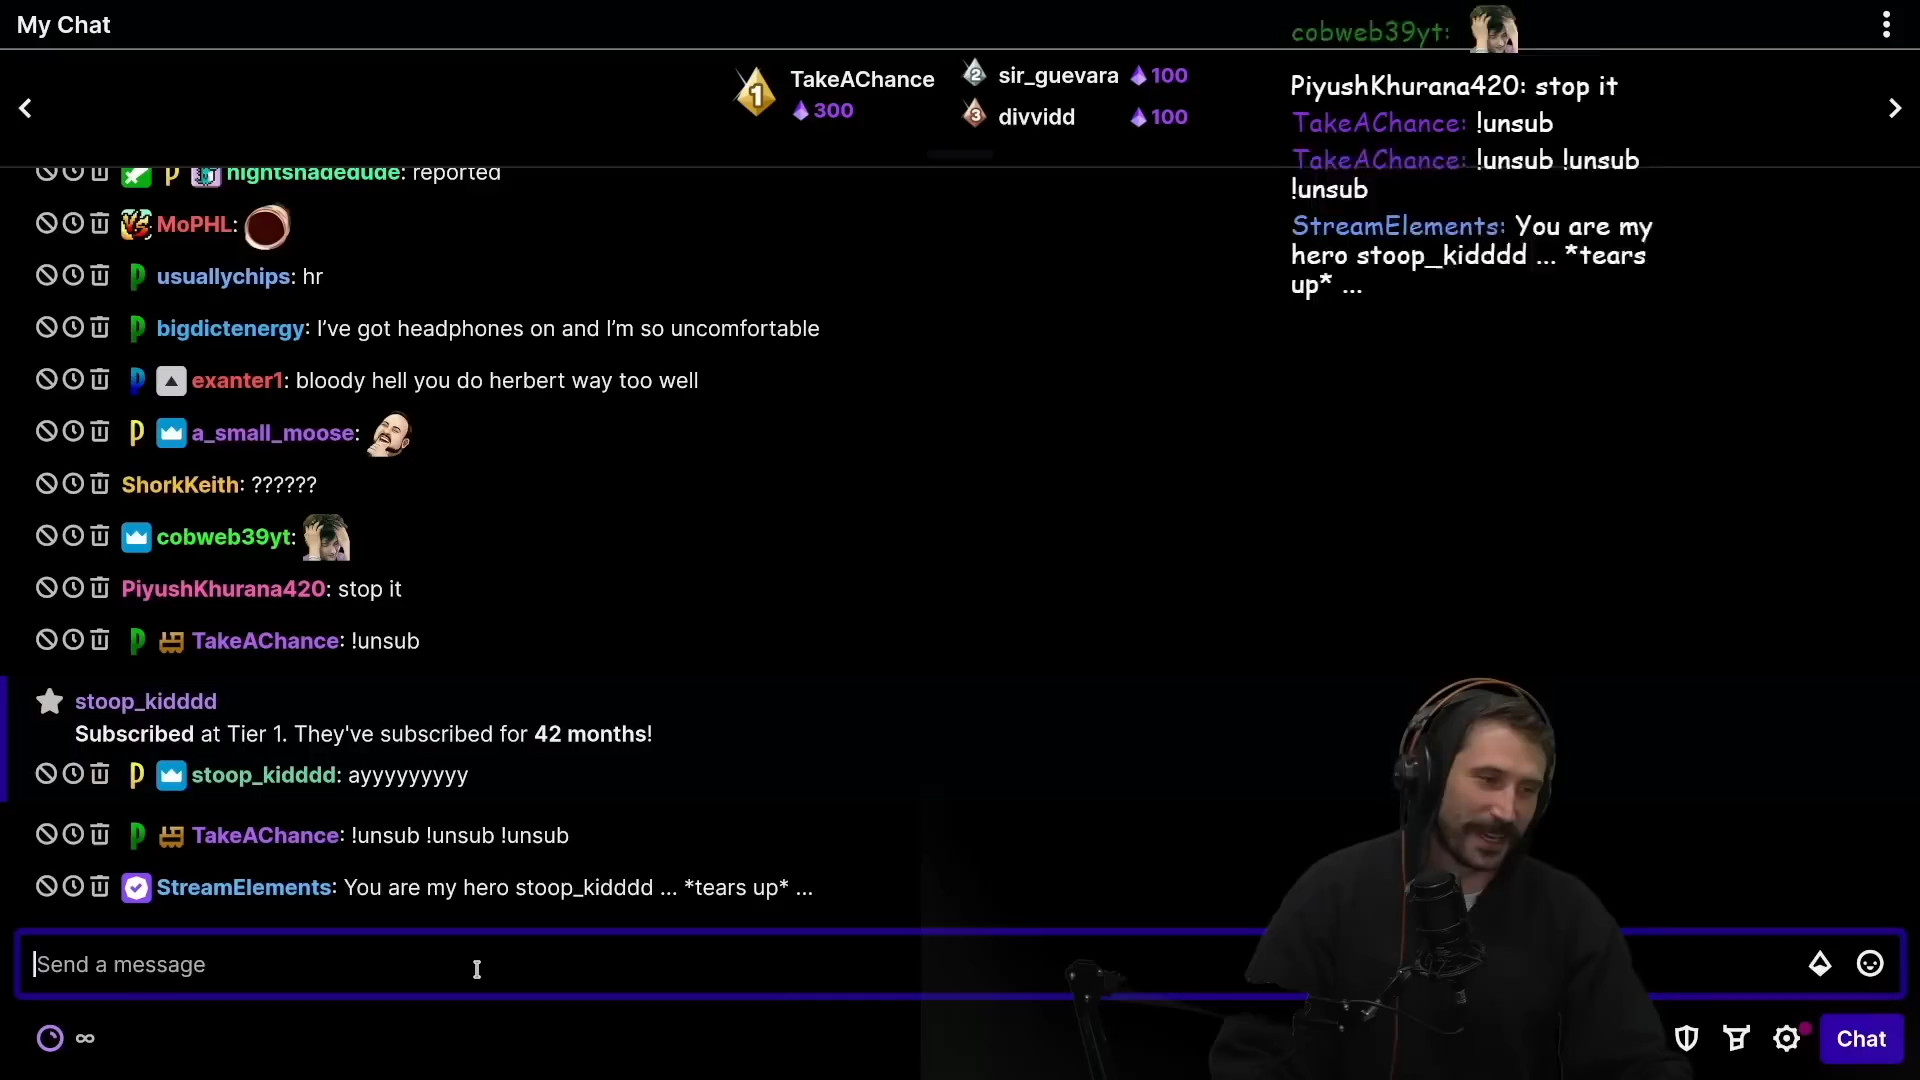 My Chat
TakeAChance
300
sir_guevara 100
divvidd 100
1
2
3
nightshadedude: reported
MoPHL:
usuallychips: hr
bigdictenergy: I've got headphones on and I'm so uncomfortable
exanter1: bloody hell you do herbert way too well
a_small_moose:
ShorkKeith: ??????
cobweb39yt:
PiyushKhurana420: stop it
TakeAChance: !unsub
stoop_kidddd
Subscribed at Tier 1. They've subscribed for 42 months!
stoop_kidddd: ayyyyyyyyy
TakeAChance: !unsub !unsub !unsub
StreamElements: You are my hero stoop_kidddd ... *tears up* ...
Send a message
∞
Chat
cobweb39yt:
PiyushKhurana420: stop it
TakeAChance: !unsub
TakeAChance: !unsub !unsub
!unsub
StreamElements: You are my
hero stoop_kidddd ... *tears
up* ...